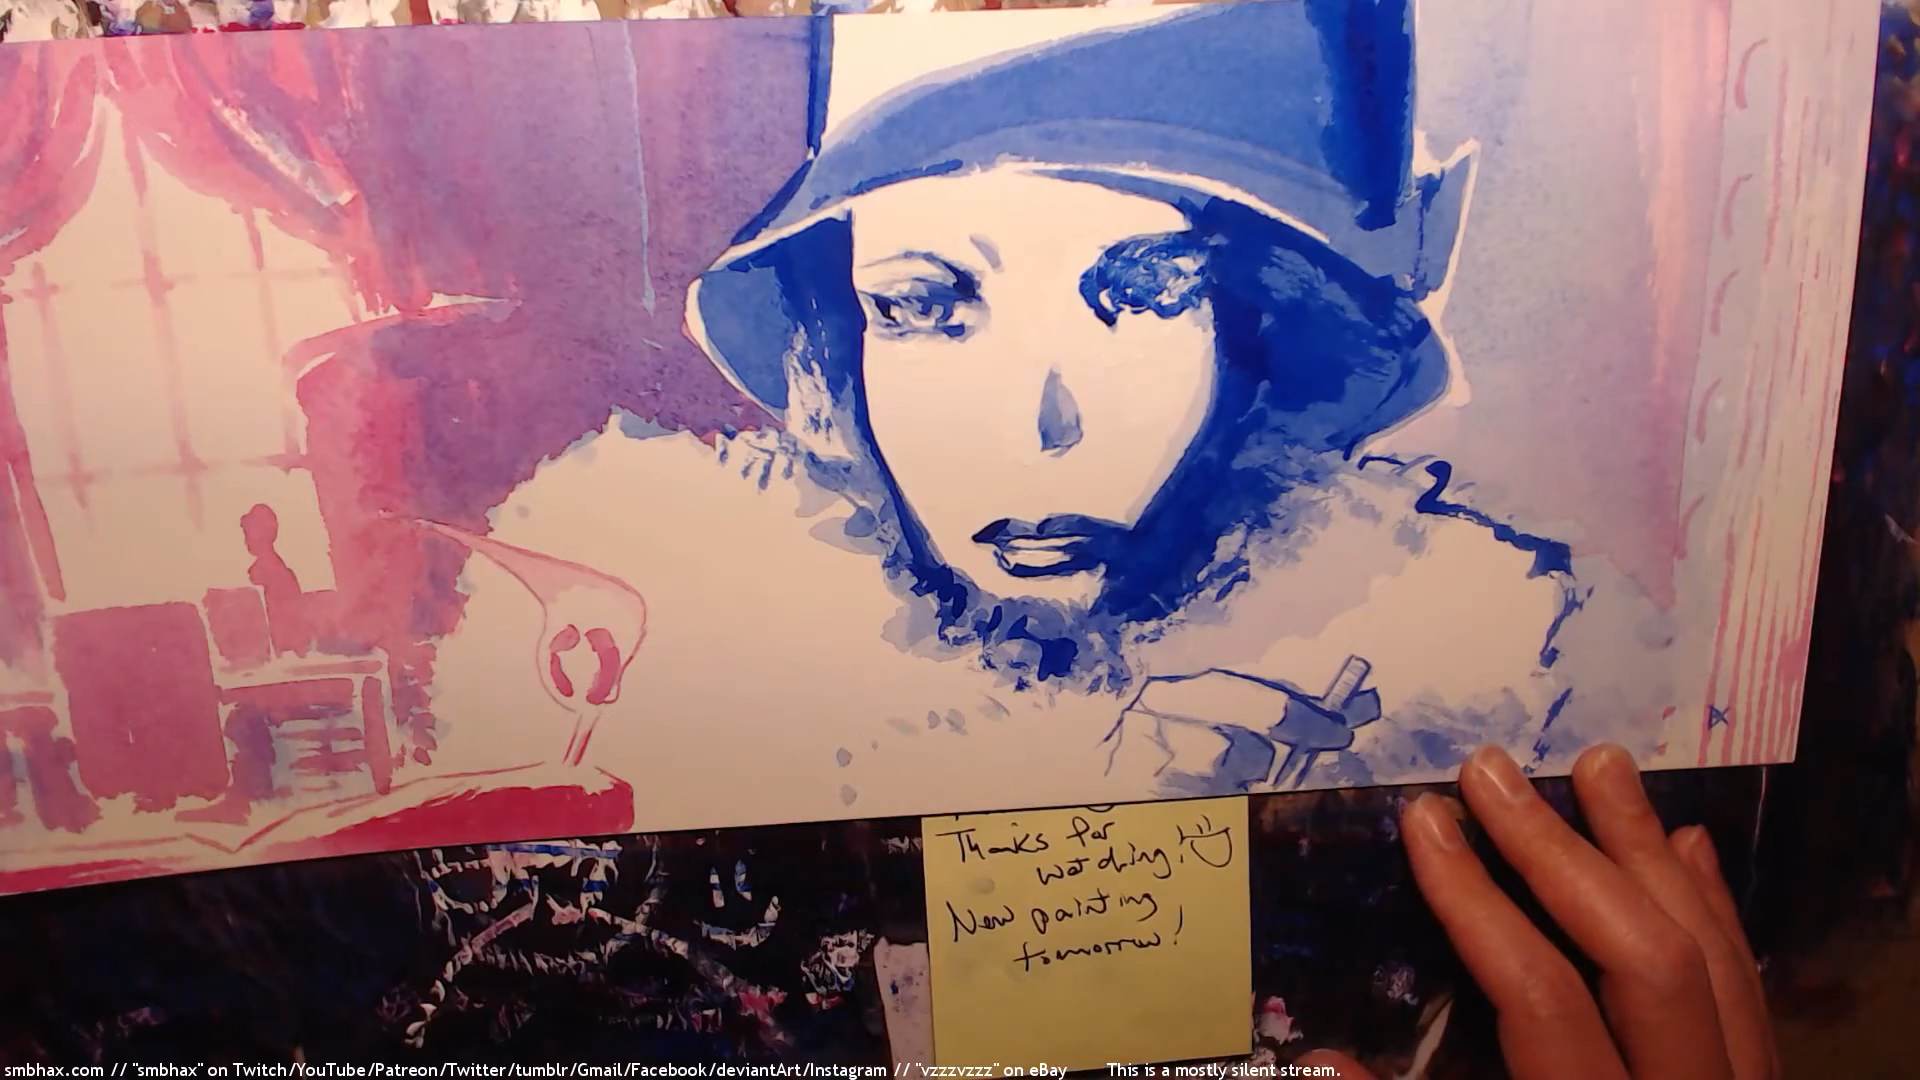 Thanks for
watching!
New painting
tomorrow!
smbhax.com // "smbhax" on Twitch/YouTube/Patreon/Twitter/tumblr/Gmail/Facebook/deviantArt/Instagram // "vzzzvzzz" on eBay This is a mostly silent stream.